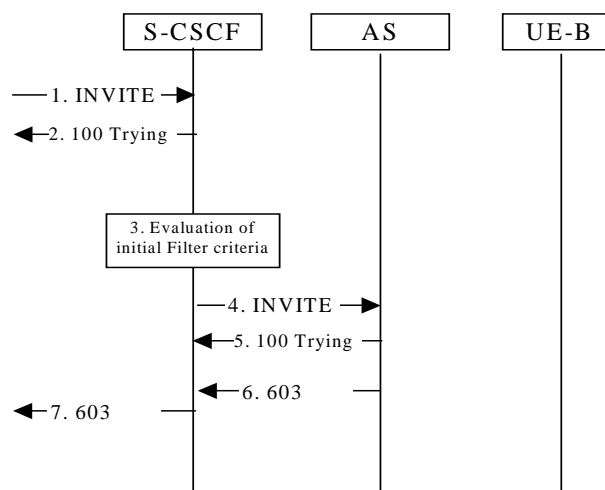 S-CSCF
AS
UE-B
1. INVITE
2. 100 Trying
3. Evaluation of
initial Filter criteria
4. INVITE
5. 100 Trying
6. 603
7. 603